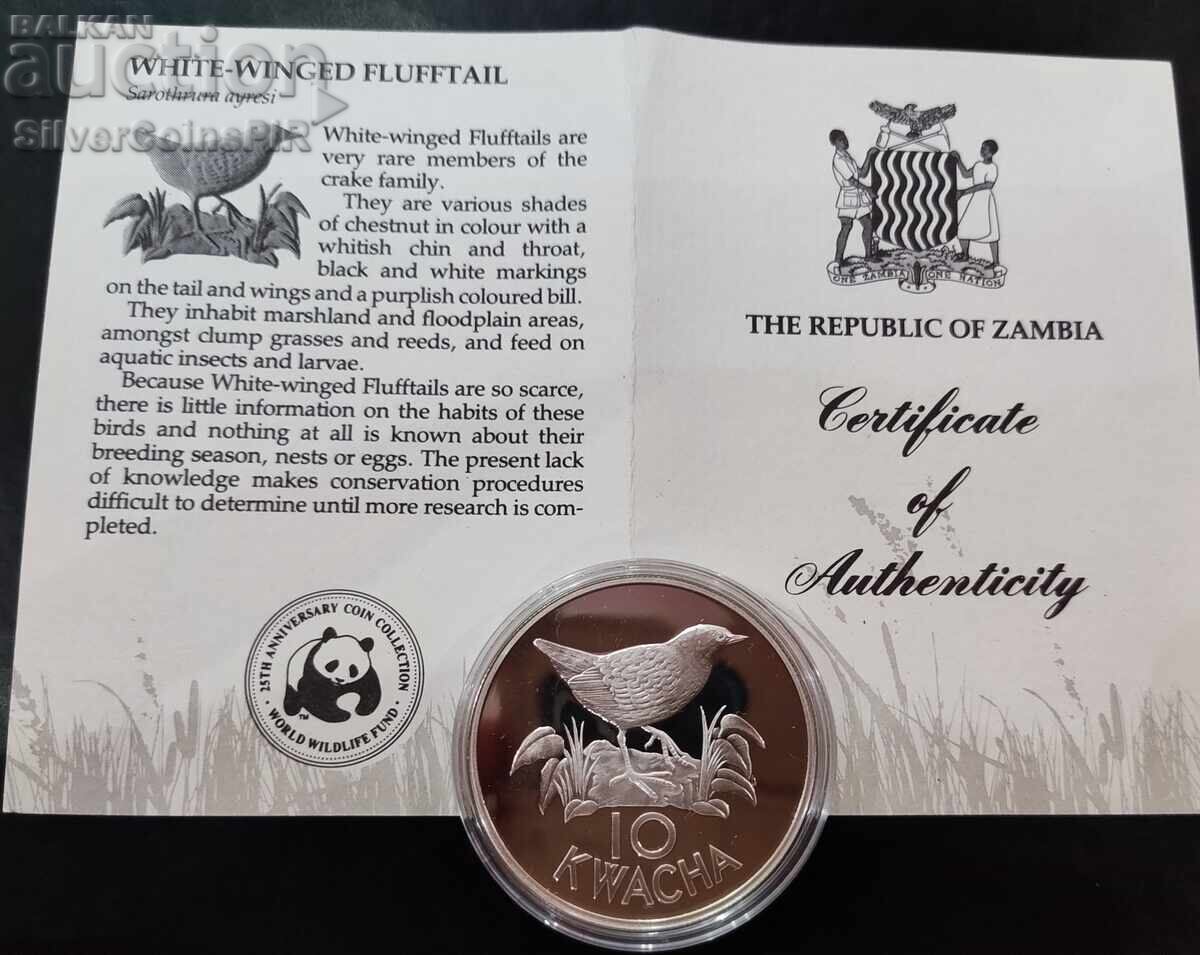 BALKAN
auction
SilverCoinsPIR
WHITE-WINGED FLUFFTAIL
Sarothrura ayresi
White-winged Flufftails are
very rare members of the
crake family.
They are various shades
of chestnut in colour with a
whitish chin and throat,
black and white markings
on the tail and wings and a purplish coloured bill.
They inhabit marshland and floodplain areas,
amongst clump grasses and reeds, and feed on
aquatic insects and larvae.
Because White-winged Flufftails are so scarce,
there is little information on the habits of these
birds and nothing at all is known about their
breeding season, nests or eggs. The present lack
of knowledge makes conservation procedures
difficult to determine until more research is com-
pleted.
25TH ANNIVERSARY COIN COLLECTION
WORLD WILDLIFE FUND
TM
ONE ZAMBIA ONE NATION
THE REPUBLIC OF ZAMBIA
Certificate
of
Authenticity
10
KWACHA